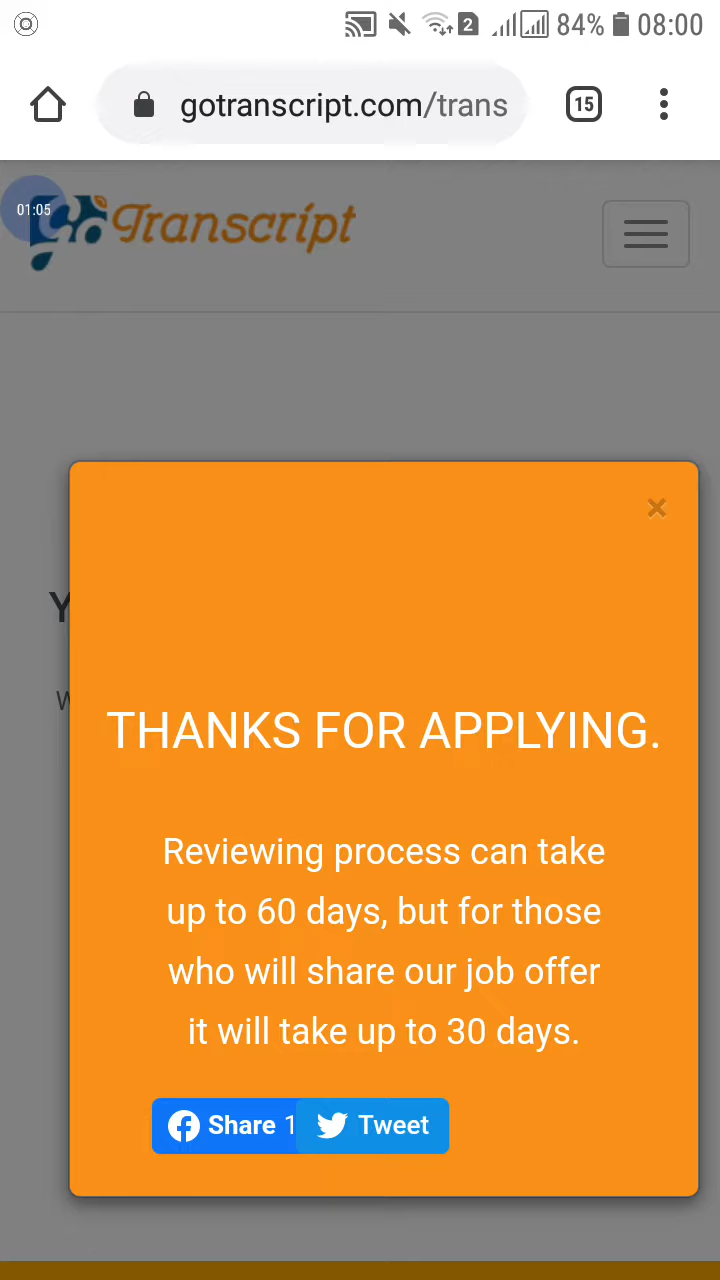 2 84% 08:00
gotranscript.com/trans 15
01:05
GoTranscript
×
Y
THANKS FOR APPLYING.
W
Reviewing process can take
up to 60 days, but for those
who will share our job offer
it will take up to 30 days.
Share 1 Tweet